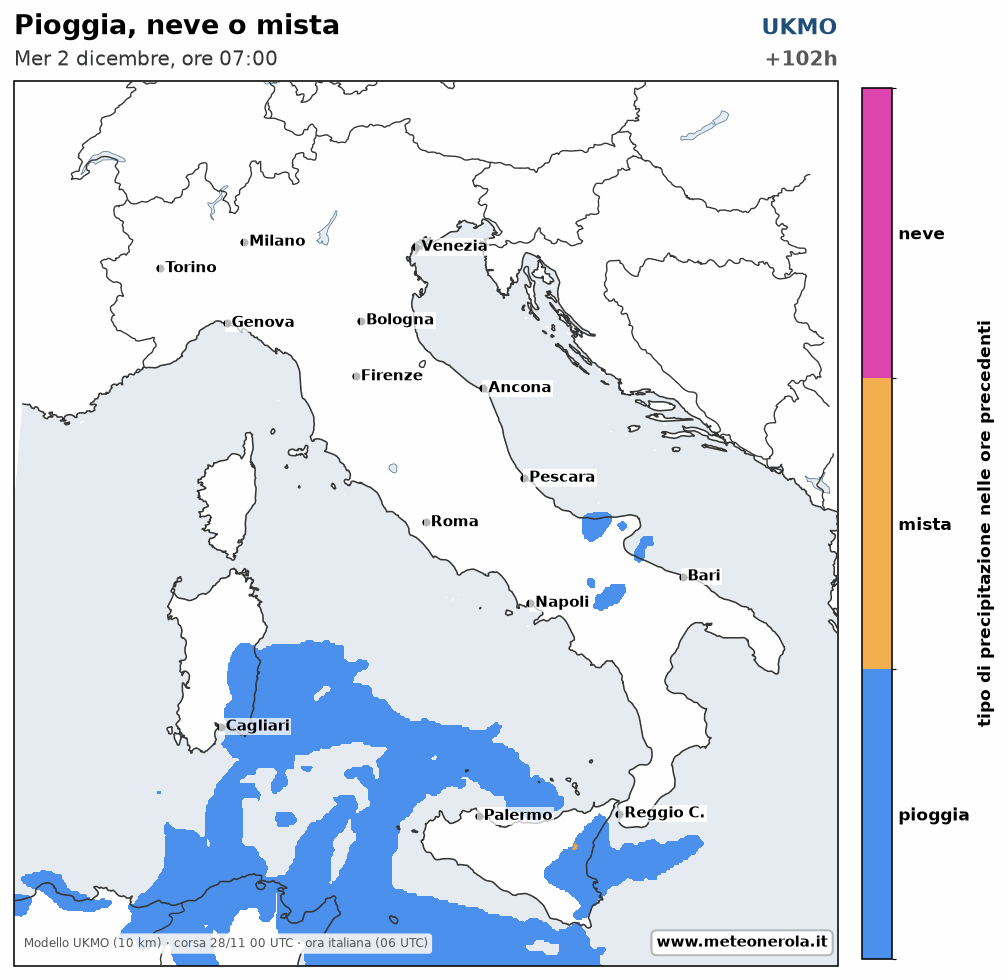 Pioggia, neve o mista
UKMO
Mer 2 dicembre, ore 07:00
+102h
neve
mista
pioggia
tipo di precipitazione nelle ore precedenti
Milano
Venezia
Torino
Genova
Bologna
Firenze
Ancona
Pescara
Roma
Bari
Napoli
Cagliari
Palermo
Reggio C.
Modello UKMO (10 km) · corsa 28/11 00 UTC · ora italiana (06 UTC)
www.meteonerola.it